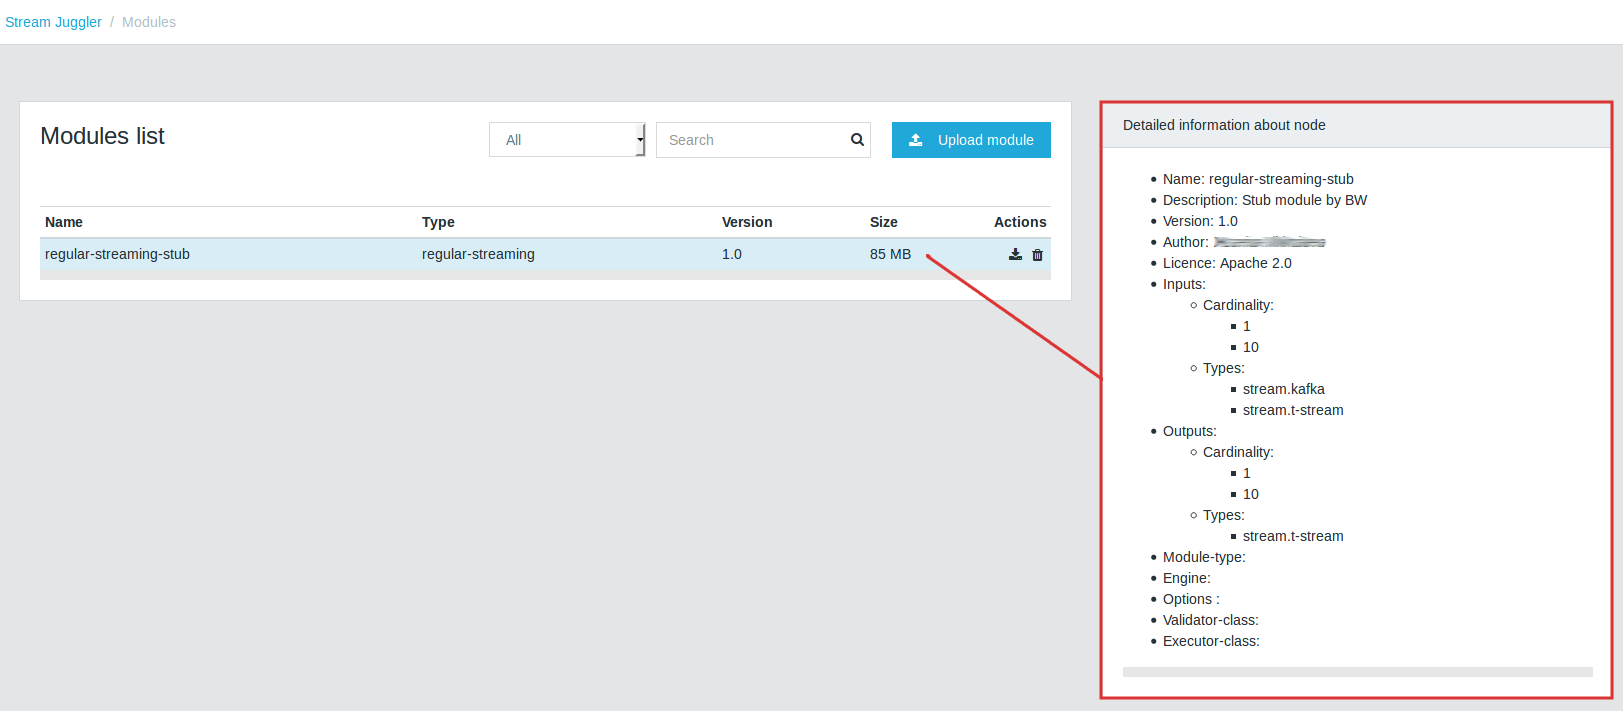 Stream Juggler / Modules
Modules list
All
Search
Upload module
Name Type Version Size Actions
regular-streaming-stub regular-streaming 1.0 85 MB
Detailed information about node
Name: regular-streaming-stub
Description: Stub module by BW
Version: 1.0
Author:
Licence: Apache 2.0
Inputs:
Cardinality:
1
10
Types:
stream.kafka
stream.t-stream
Outputs:
Cardinality:
1
10
Types:
stream.t-stream
Module-type:
Engine:
Options :
Validator-class:
Executor-class: